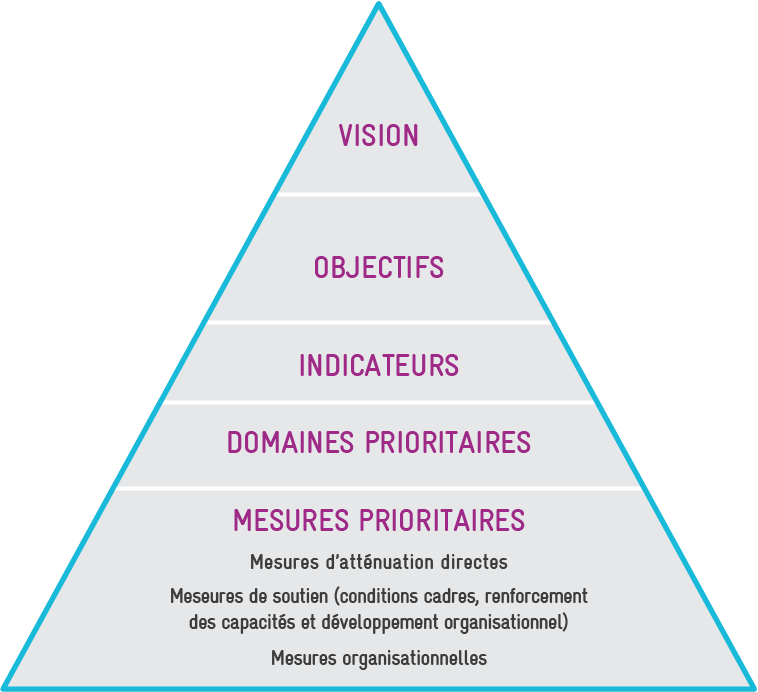 VISION
OBJECTIFS
INDICATEURS
DOMAINES PRIORITAIRES
MESURES PRIORITAIRES
Mesures d'atténuation directes
Meseures de soutien (conditions cadres, renforcement
des capacités et développement organisationnel)
Mesures organisationnelles